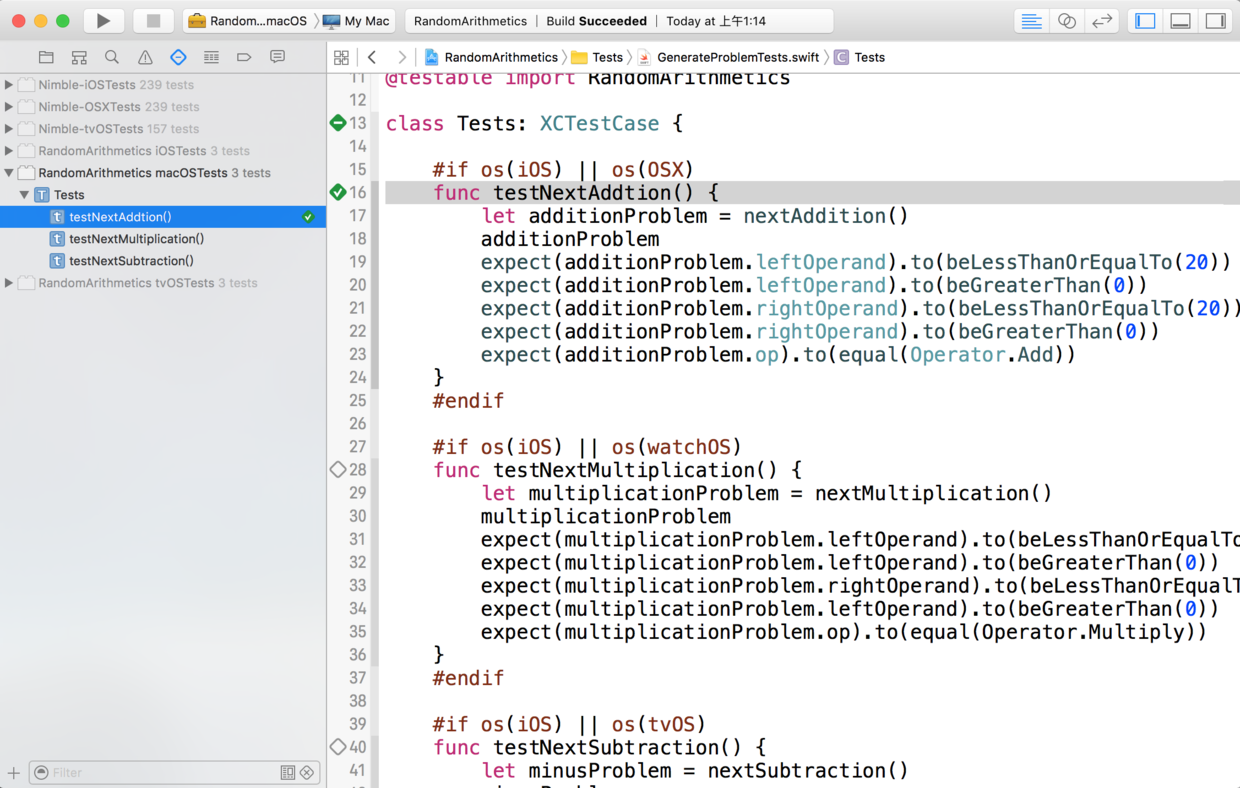 Random...macOS 〉 My Mac
RandomArithmetics | Build Succeeded | Today at 上午1:14
RandomArithmetics 〉 Tests 〉 GenerateProblemTests.swift 〉 C Tests
Nimble-iOSTests 239 tests
Nimble-OSXTests 239 tests
Nimble-tvOSTests 157 tests
RandomArithmetics iOSTests 3 tests
RandomArithmetics macOSTests 3 tests
T Tests
t testNextAddtion()
t testNextMultiplication()
t testNextSubtraction()
RandomArithmetics tvOSTests 3 tests
Filter
11 @testable import RandomArithmetics
12
13 class Tests: XCTestCase {
14
15 #if os(iOS) || os(OSX)
16 func testNextAddtion() {
17 let additionProblem = nextAddition()
18 additionProblem
19 expect(additionProblem.leftOperand).to(beLessThanOrEqualTo(20))
20 expect(additionProblem.leftOperand).to(beGreaterThan(0))
21 expect(additionProblem.rightOperand).to(beLessThanOrEqualTo(20))
22 expect(additionProblem.rightOperand).to(beGreaterThan(0))
23 expect(additionProblem.op).to(equal(Operator.Add))
24 }
25 #endif
26
27 #if os(iOS) || os(watchOS)
28 func testNextMultiplication() {
29 let multiplicationProblem = nextMultiplication()
30 multiplicationProblem
31 expect(multiplicationProblem.leftOperand).to(beLessThanOrEqualTo
32 expect(multiplicationProblem.leftOperand).to(beGreaterThan(0))
33 expect(multiplicationProblem.rightOperand).to(beLessThanOrEqualT
34 expect(multiplicationProblem.leftOperand).to(beGreaterThan(0))
35 expect(multiplicationProblem.op).to(equal(Operator.Multiply))
36 }
37 #endif
38
39 #if os(iOS) || os(tvOS)
40 func testNextSubtraction() {
41 let minusProblem = nextSubtraction()